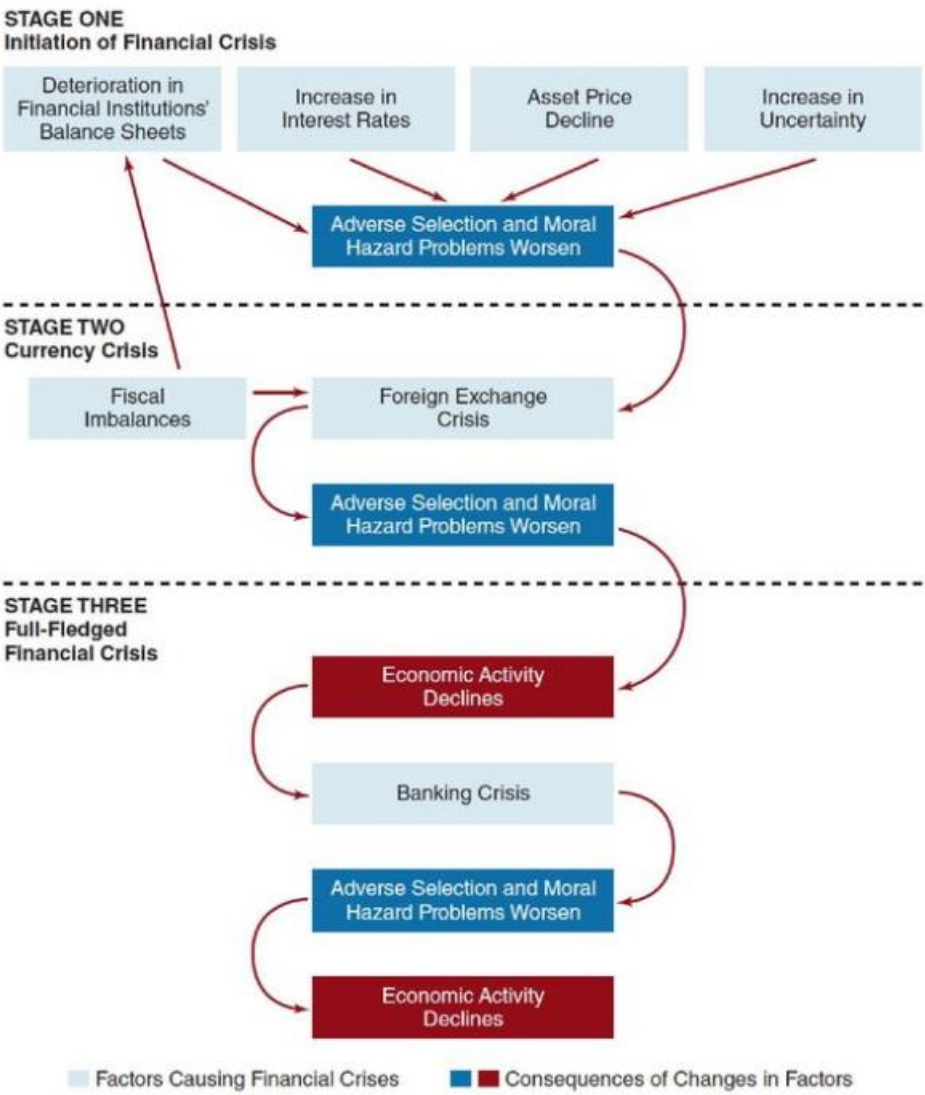 STAGE ONE
Initiation of Financial Crisis
Deterioration in
Financial Institutions'
Balance Sheets
Increase in
Interest Rates
Asset Price
Decline
Increase in
Uncertainty
Adverse Selection and Moral
Hazard Problems Worsen
STAGE TWO
Currency Crisis
Fiscal
Imbalances
Foreign Exchange
Crisis
Adverse Selection and Moral
Hazard Problems Worsen
STAGE THREE
Full-Fledged
Financial Crisis
Economic Activity
Declines
Banking Crisis
Adverse Selection and Moral
Hazard Problems Worsen
Economic Activity
Declines
Factors Causing Financial Crises
Consequences of Changes in Factors